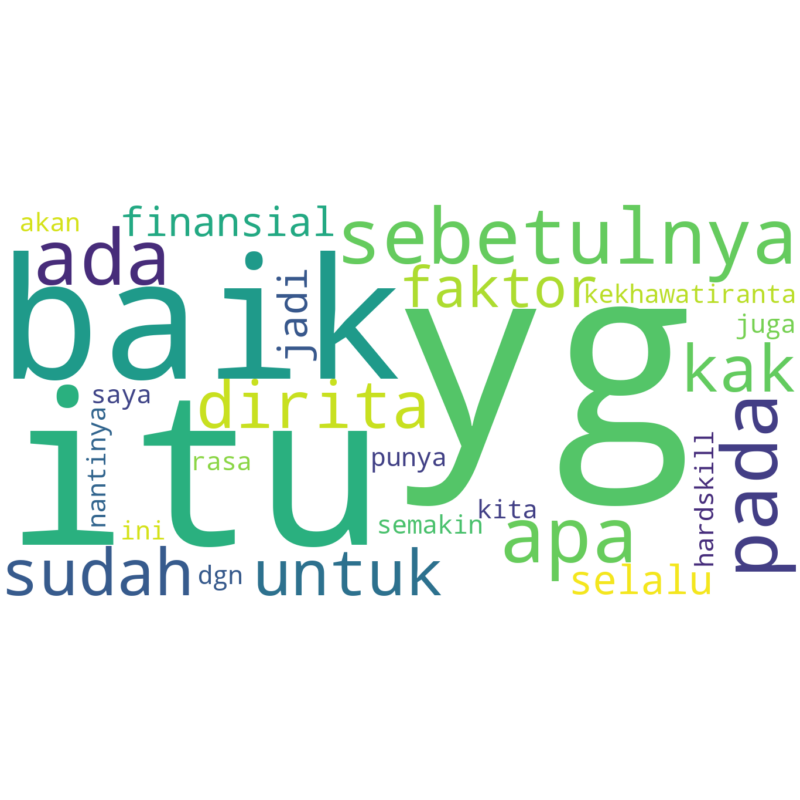 akan
finansial
sebetulnya
ada
baik
jadi
faktor
kekhawatiranta
juga
yg
kak
itu
dirita
saya
nantinya
rasa
punya
pada
hardskill
kita
semakin
ini
apa
sudah
dgn
untuk
selalu